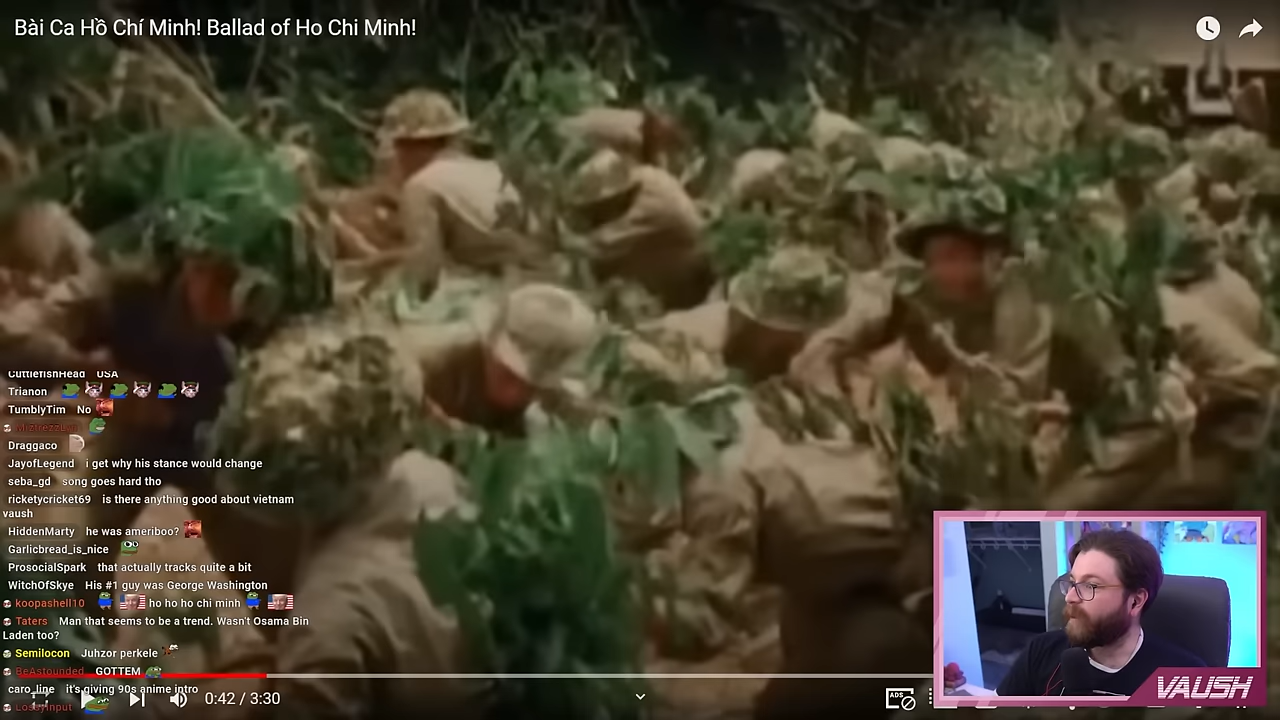 Bài Ca Hồ Chí Minh! Ballad of Ho Chi Minh!
CuttlefishHead USA
Trianon
TumblyTim No
Draggaco
JayofLegend i get why his stance would change
seba_gd song goes hard tho
ricketycricket69 is there anything good about vietnam
vaush
HiddenMarty he was ameriboo?
Garlicbread_is_nice
ProsocialSpark that actually tracks quite a bit
WitchOfSkye His #1 guy was George Washington
koopashell10 ho ho ho chi minh
Taters Man that seems to be a trend. Wasn't Osama Bin
Laden too?
Semilocon Juhzor perkele
BeAstounded GOTTEM
caro_line it's giving 90s anime intro
LossyInput
0:42 / 3:30
ADS
VAUSH